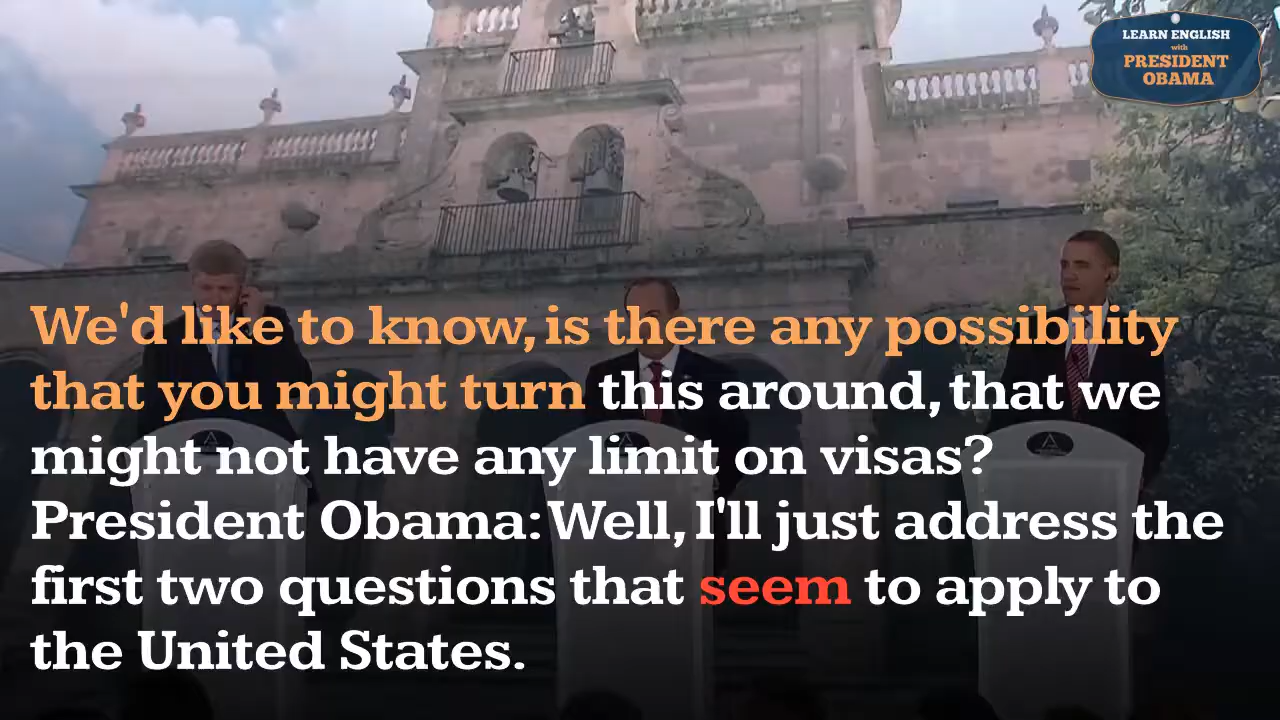 LEARN ENGLISH
with
PRESIDENT
OBAMA
We'd like to know, is there any possibility
that you might turn this around, that we
might not have any limit on visas?
President Obama: Well, I'll just address the
first two questions that seem to apply to
the United States.